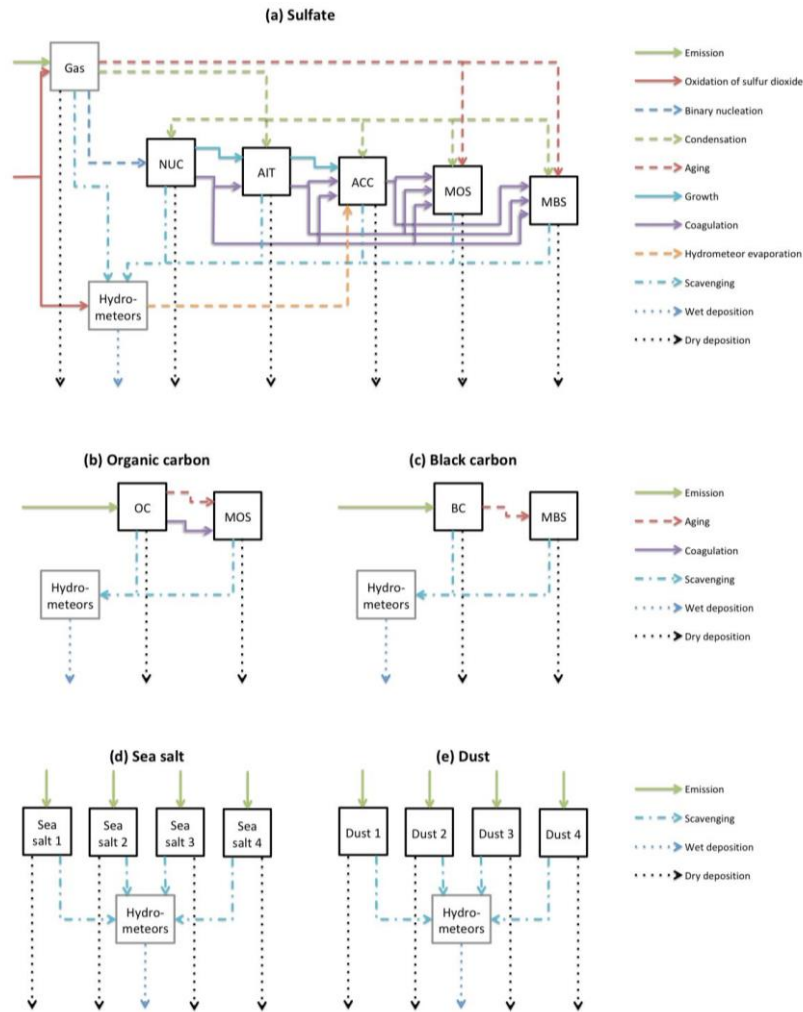 (a) Sulfate
Gas
NUC
AIT
ACC
MOS
MBS
Hydro-
meteors
Emission
Oxidation of sulfur dioxide
Binary nucleation
Condensation
Aging
Growth
Coagulation
Hydrometeor evaporation
Scavenging
Wet deposition
Dry deposition
(b) Organic carbon
OC
MOS
Hydro-
meteors
(c) Black carbon
BC
MBS
Hydro-
meteors
Emission
Aging
Coagulation
Scavenging
Wet deposition
Dry deposition
(d) Sea salt
Sea
salt 1
Sea
salt 2
Sea
salt 3
Sea
salt 4
Hydro-
meteors
(e) Dust
Dust 1
Dust 2
Dust 3
Dust 4
Hydro-
meteors
Emission
Scavenging
Wet deposition
Dry deposition